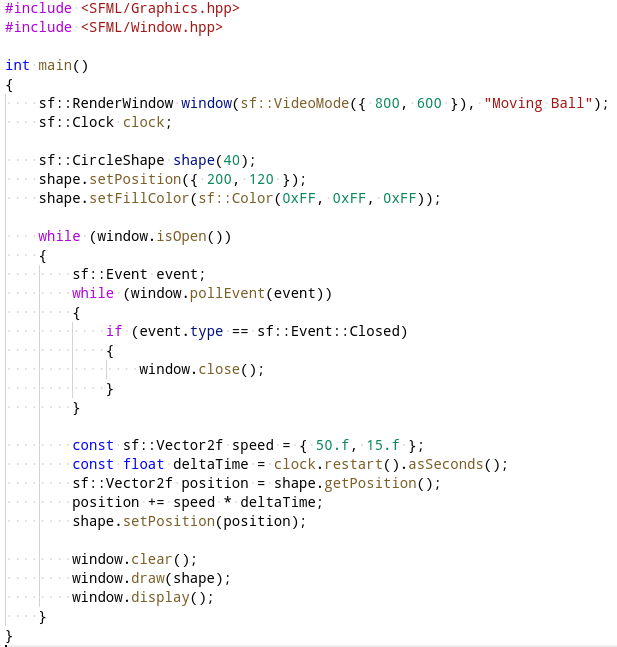 #include <SFML/Graphics.hpp>
#include <SFML/Window.hpp>

int main()
{
    sf::RenderWindow window(sf::VideoMode({ 800, 600 }), "Moving Ball");
    sf::Clock clock;

    sf::CircleShape shape(40);
    shape.setPosition({ 200, 120 });
    shape.setFillColor(sf::Color(0xFF, 0xFF, 0xFF));

    while (window.isOpen())
    {
        sf::Event event;
        while (window.pollEvent(event))
        {
            if (event.type == sf::Event::Closed)
            {
                window.close();
            }
        }

        const sf::Vector2f speed = { 50.f, 15.f };
        const float deltaTime = clock.restart().asSeconds();
        sf::Vector2f position = shape.getPosition();
        position += speed * deltaTime;
        shape.setPosition(position);

        window.clear();
        window.draw(shape);
        window.display();
    }
}